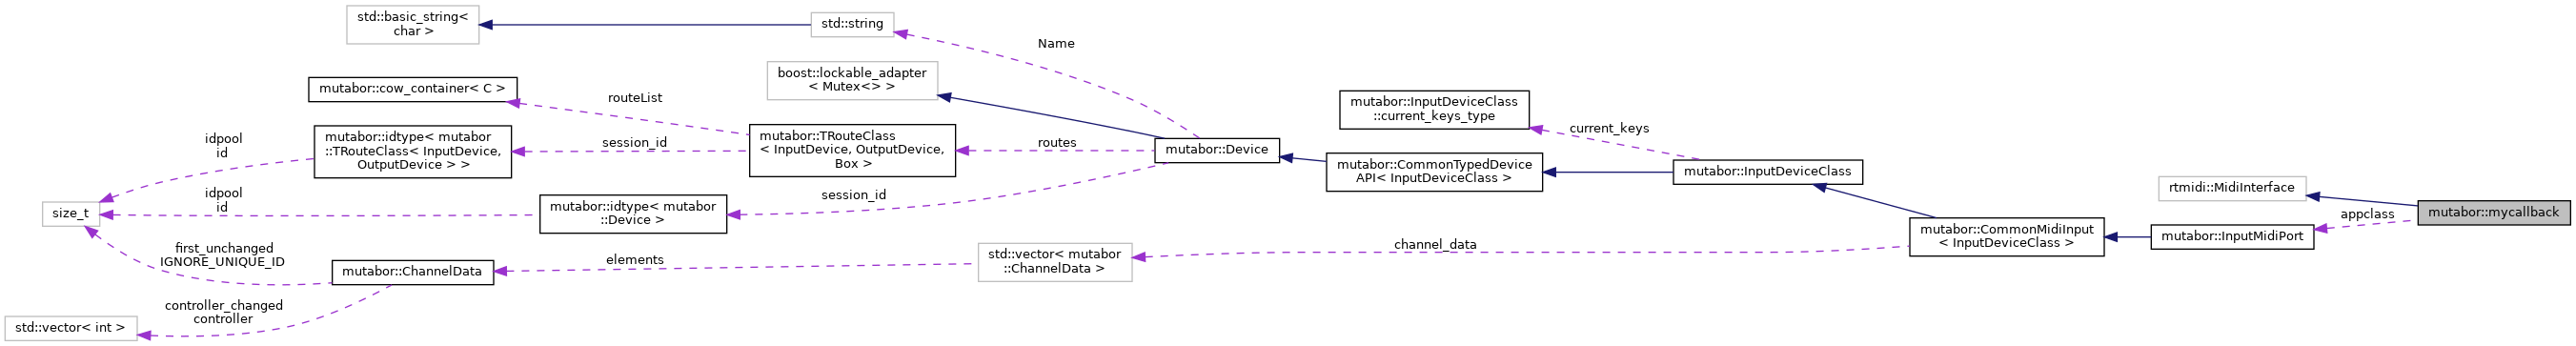 std::basic_string<
char >
std::string
Name
boost::lockable_adapter
< Mutex<> >
mutabor::cow_container< C >
routeList
mutabor::InputDeviceClass
::current_keys_type
current_keys
idpool
id
mutabor::idtype< mutabor
::TRouteClass< InputDevice,
OutputDevice > >
session_id
mutabor::TRouteClass
< InputDevice, OutputDevice,
Box >
routes
mutabor::Device
mutabor::CommonTypedDevice
API< InputDeviceClass >
mutabor::InputDeviceClass
rtmidi::MidiInterface
size_t
idpool
id
mutabor::idtype< mutabor
::Device >
session_id
mutabor::mycallback
appclass
mutabor::CommonMidiInput
< InputDeviceClass >
mutabor::InputMidiPort
first_unchanged
IGNORE_UNIQUE_ID
mutabor::ChannelData
elements
std::vector< mutabor
::ChannelData >
channel_data
controller_changed
controller
std::vector< int >